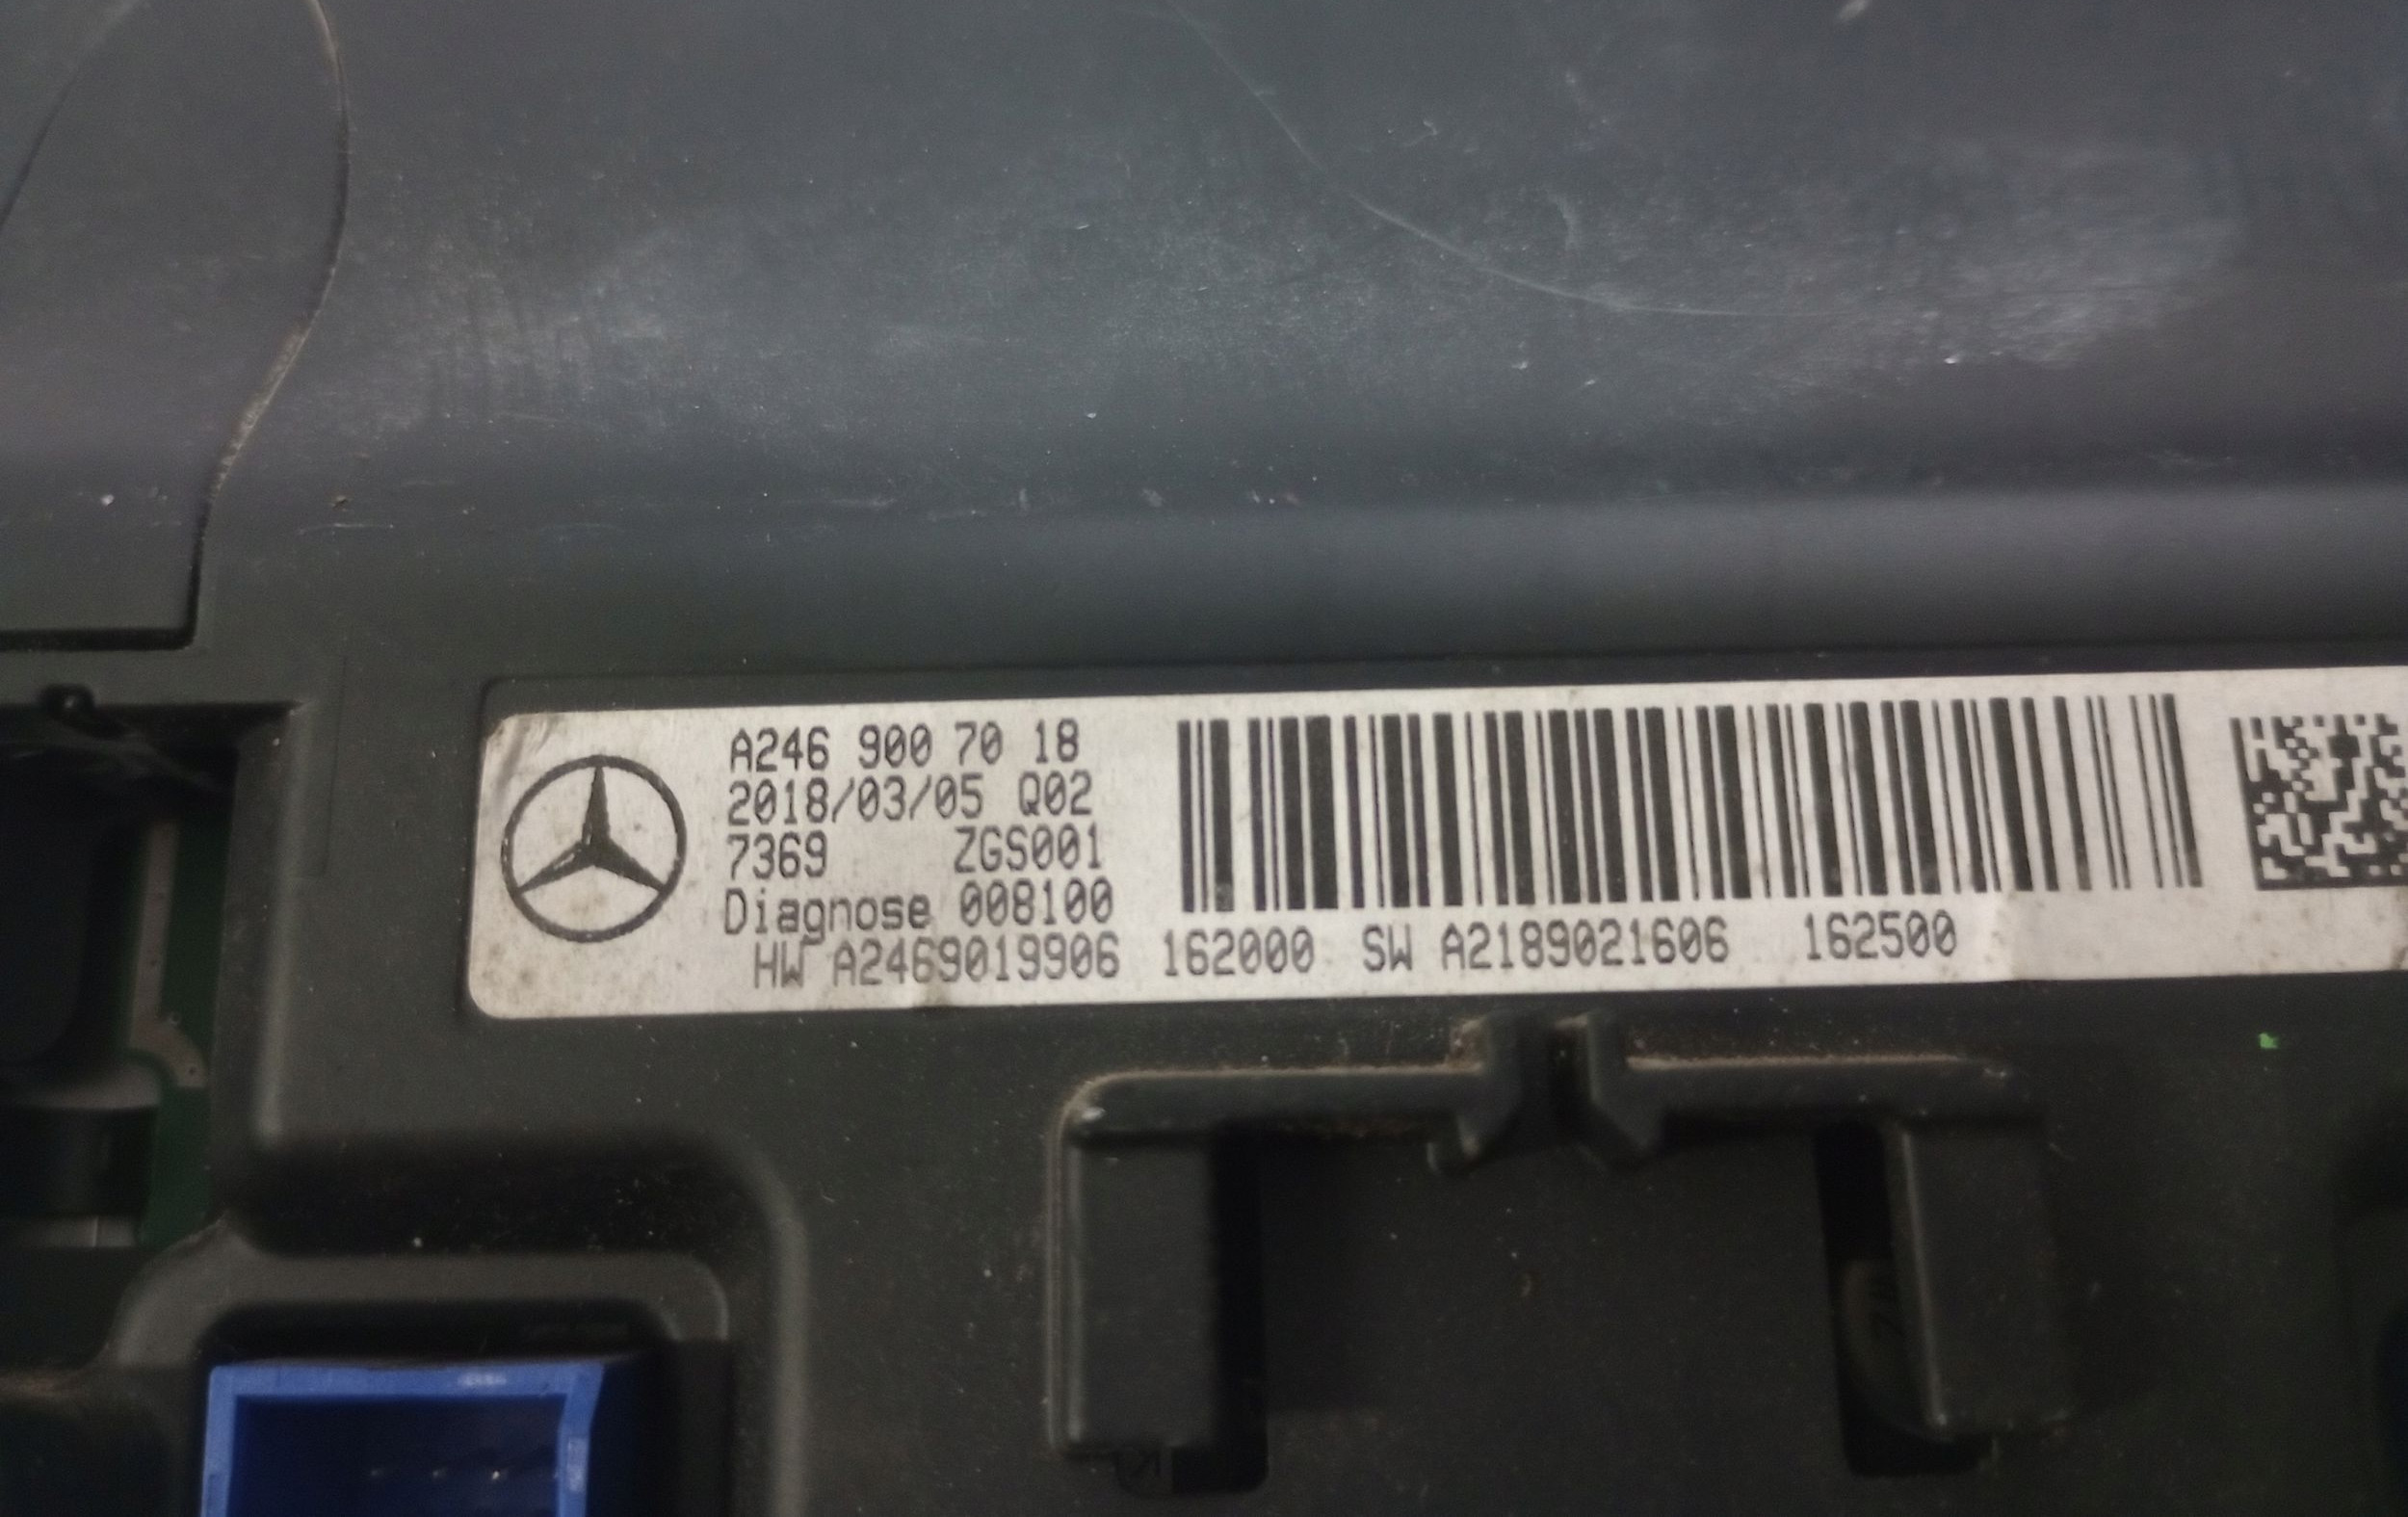 A246 900 70 18
2018/03/05 Q02
7369 ZGS001
Diagnose 008100
HW A2469019906 162000 SW A2189021606 162500